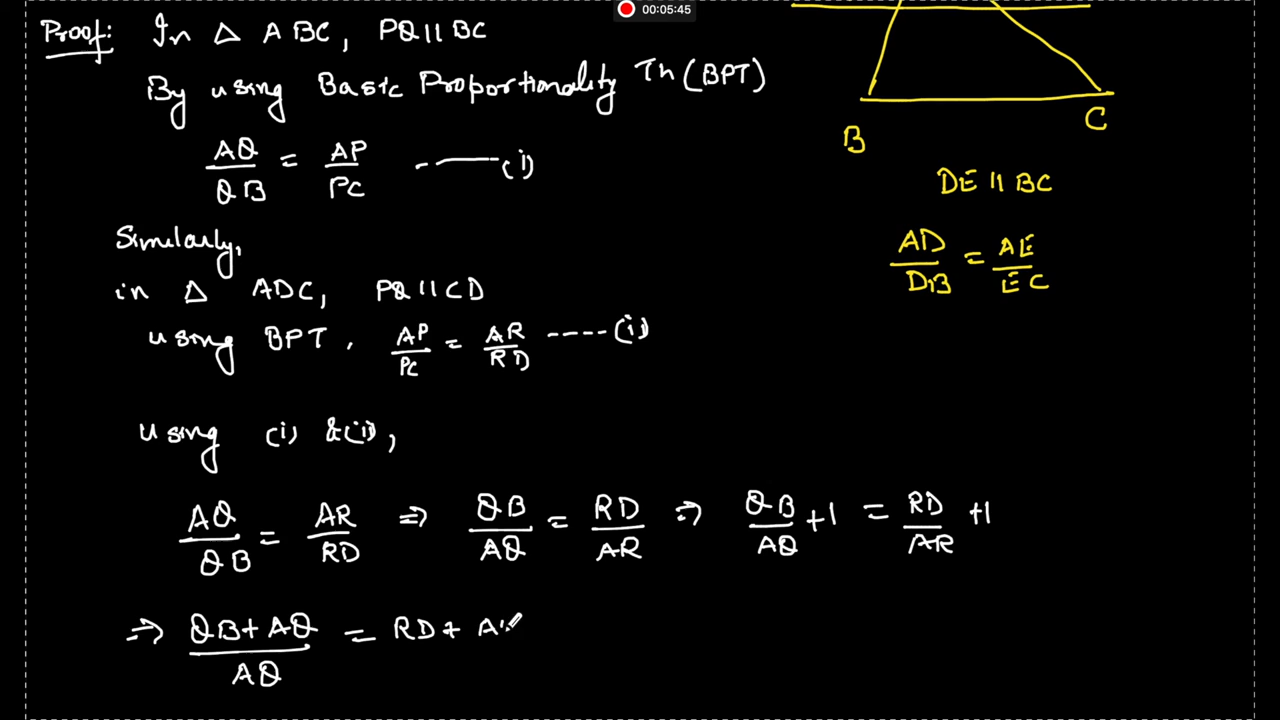 00:05:45
Proof: In Δ ABC, PQ || BC
By using Basic Proportionality Th (BPT)
AQ/QB = AP/PC ----(i)
Similarly,
in Δ ADC, PQ || CD
using BPT, AP/PC = AR/RD ----(ii)
using (i) & (ii),
AQ/QB = AR/RD ⇒ QB/AQ = RD/AR ⇒ QB/AQ + 1 = RD/AR + 1
⇒ QB + AQ/AQ = RD + A
B
C
DE || BC
AD/DB = AE/EC